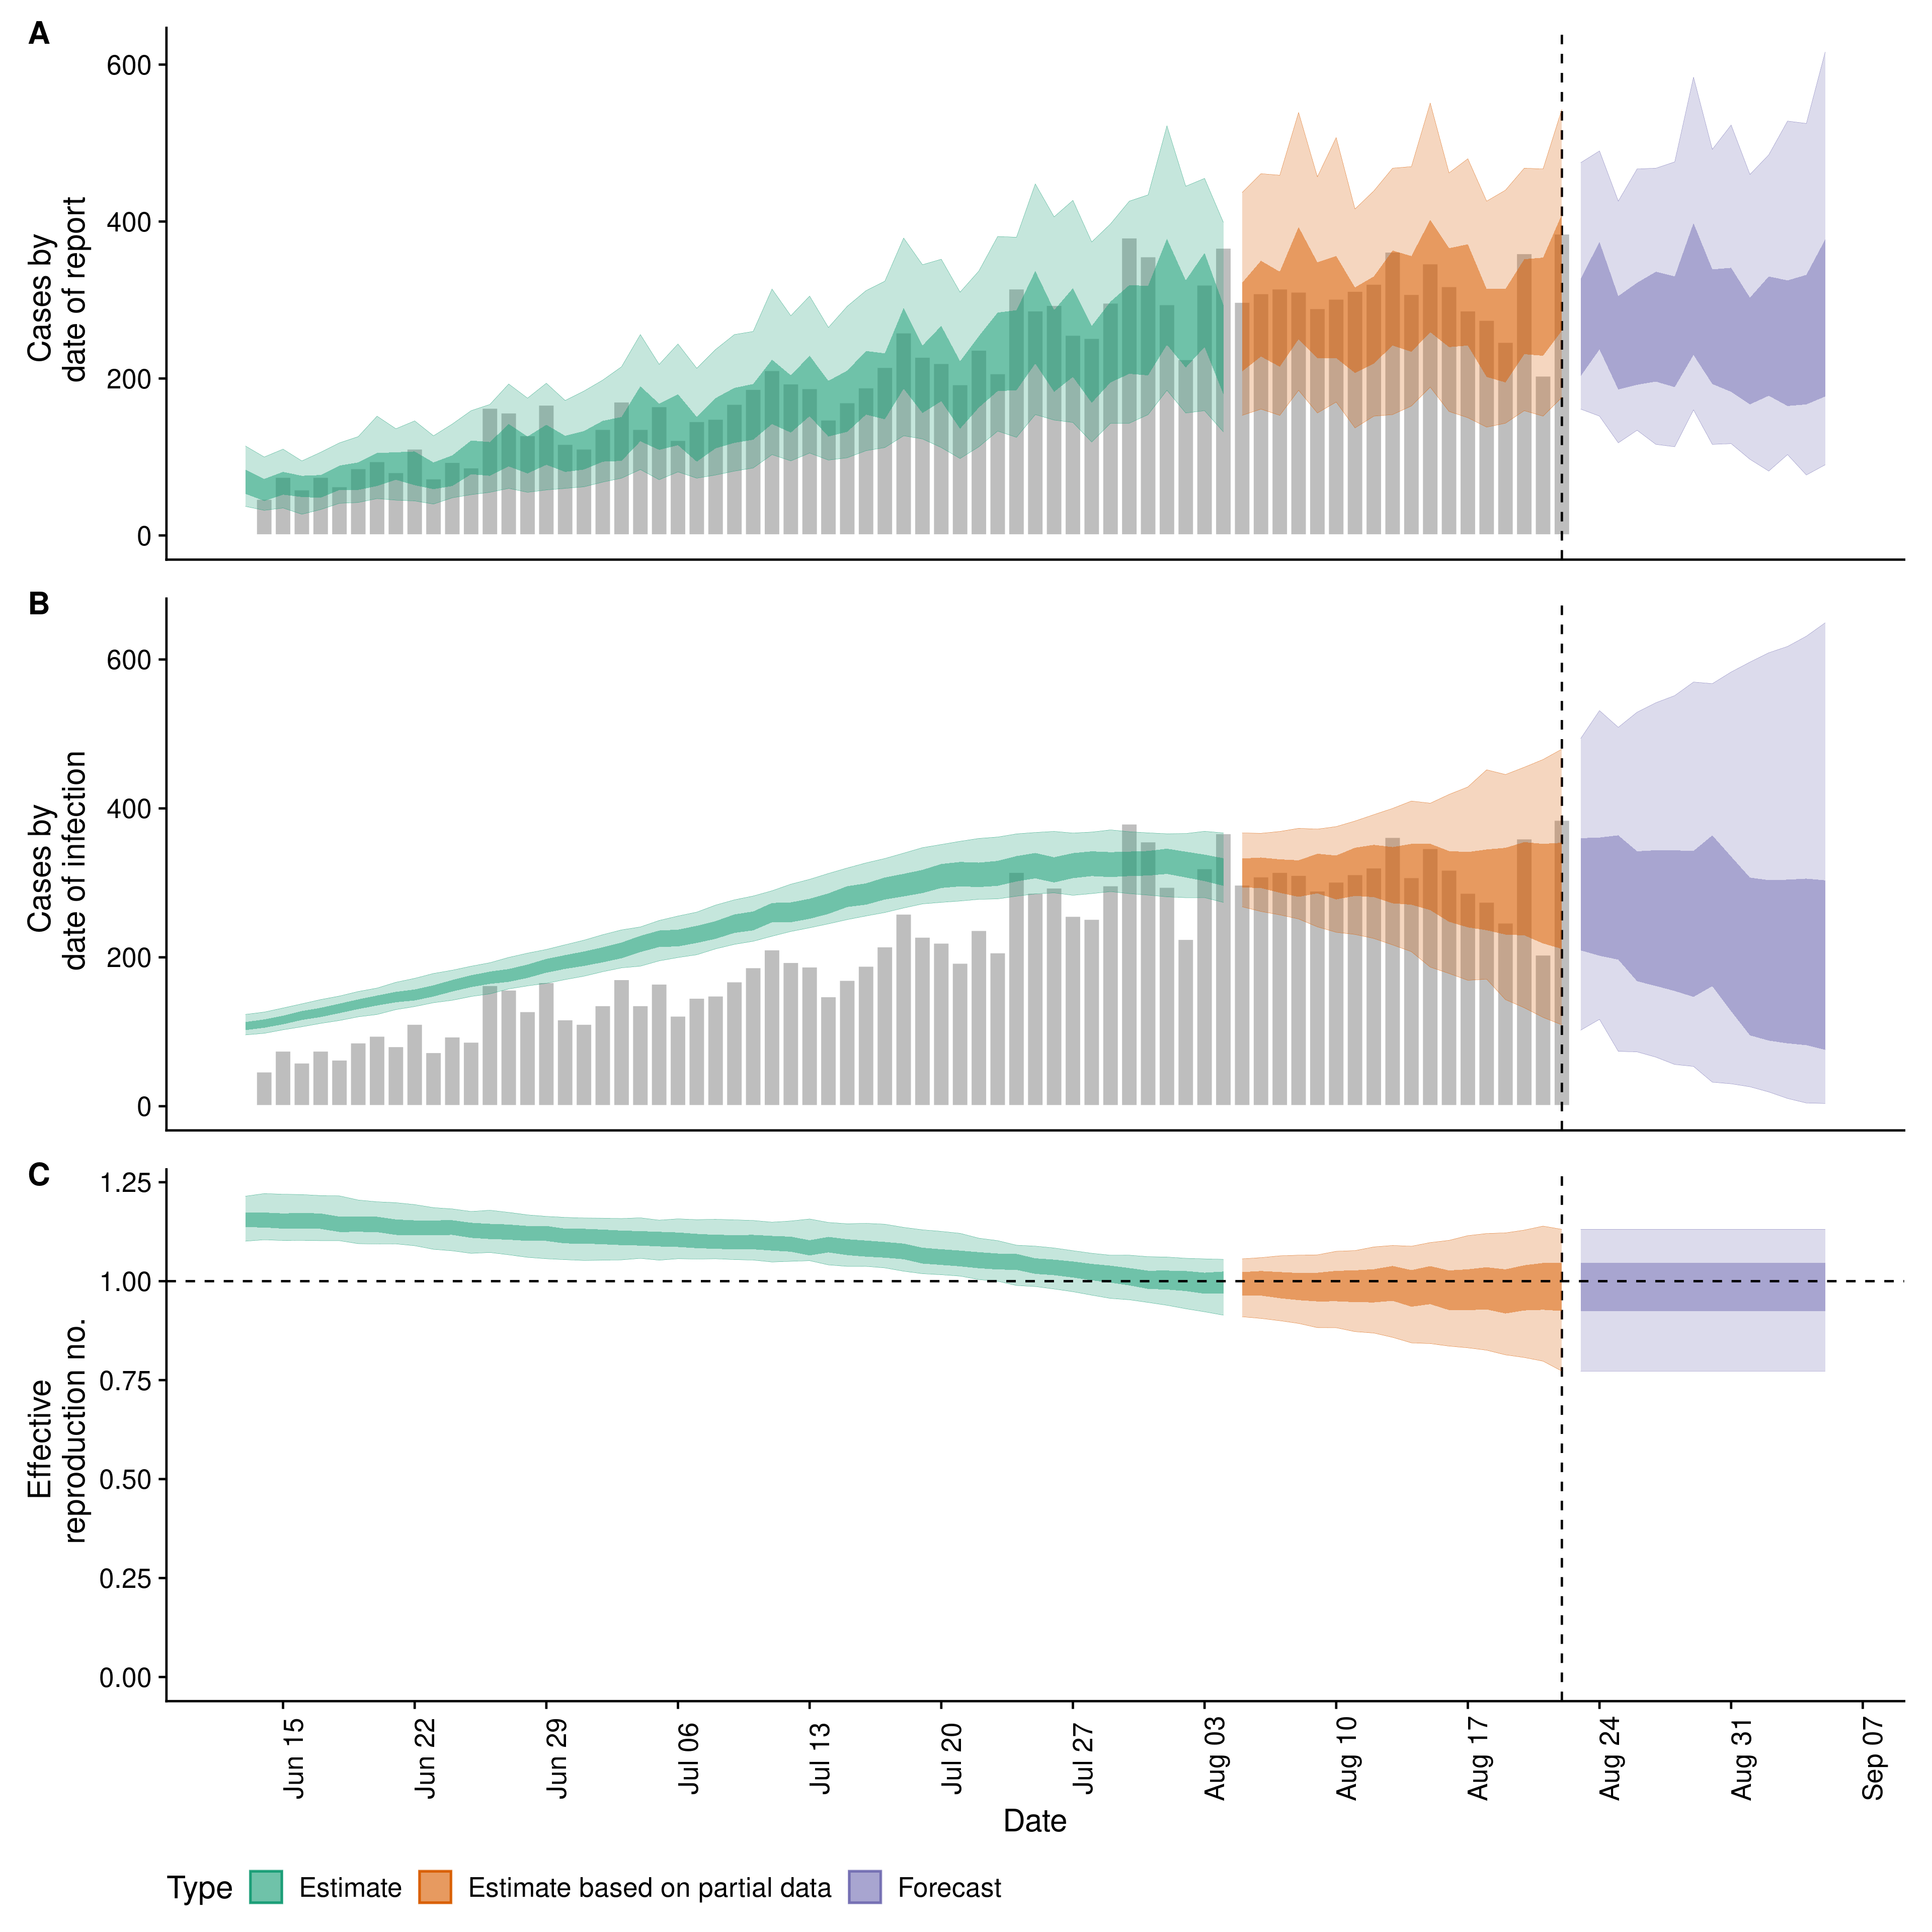 A
600
400
200
0
Cases by
date of report
B
600
400
200
0
Cases by
date of infection
C
1.25
1.00
0.75
0.50
0.25
0.00
Effective
reproduction no.
Jun 15
Jun 22
Jun 29
Jul 06
Jul 13
Jul 20
Jul 27
Aug 03
Aug 10
Aug 17
Aug 24
Aug 31
Sep 07
Date
Type Estimate Estimate based on partial data Forecast